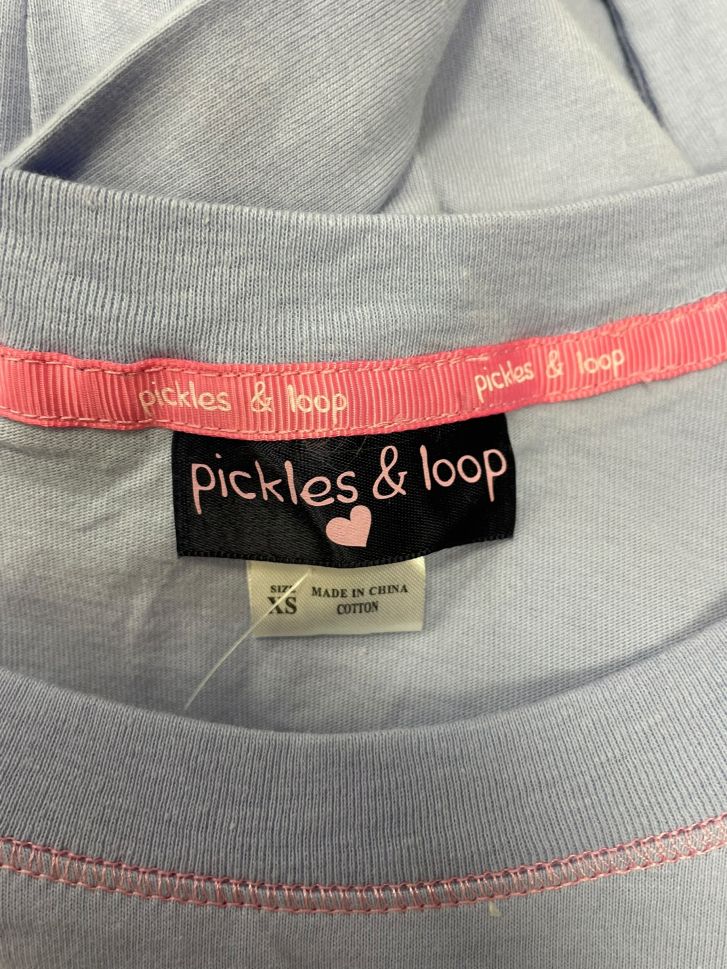 pickles & loop pickles & loop
pickles & loop
SIZE
XS
MADE IN CHINA
COTTON